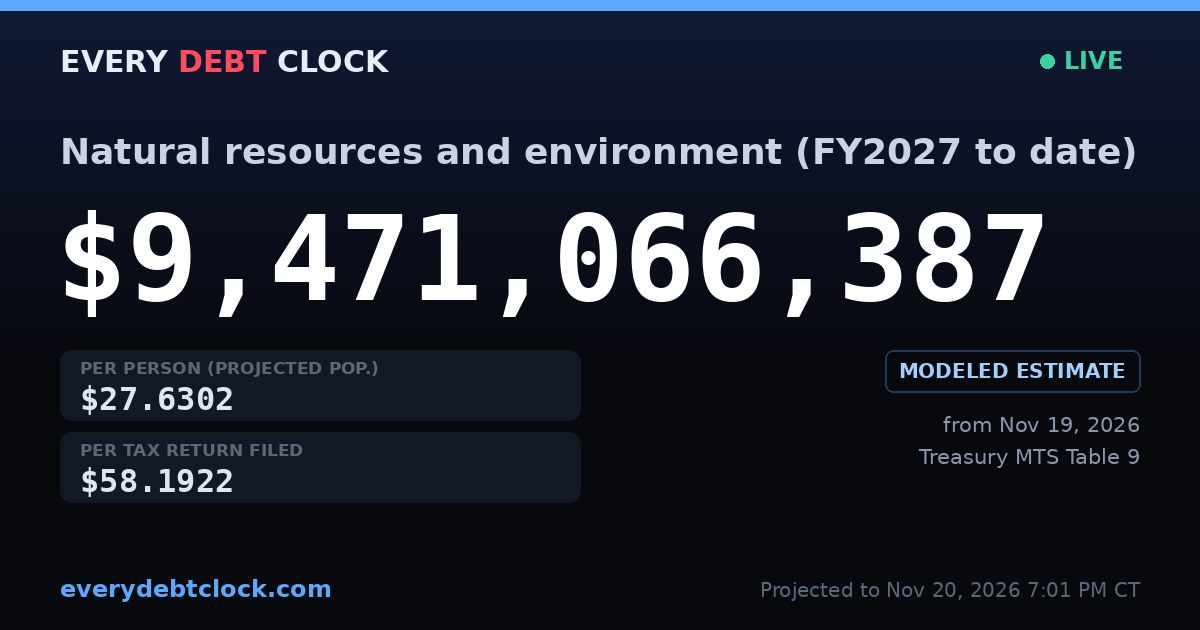 EVERY DEBT CLOCK
LIVE
Natural resources and environment (FY2027 to date)
$9,471,066,387
PER PERSON (PROJECTED POP.)
$27.6302
PER TAX RETURN FILED
$58.1922
MODELED ESTIMATE
from Nov 19, 2026
Treasury MTS Table 9
everydebtclock.com
Projected to Nov 20, 2026 7:01 PM CT